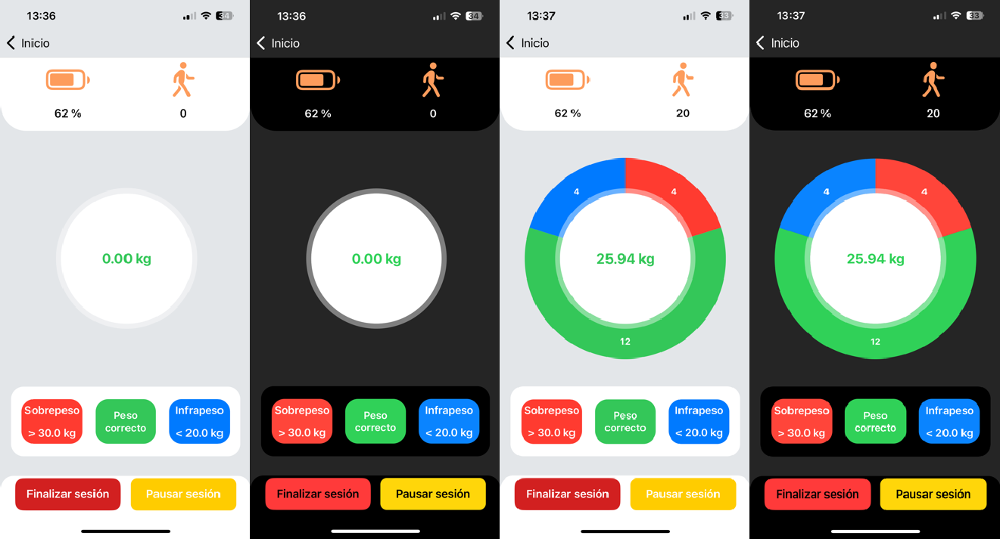 13:36
34
Inicio
62 %
0
0.00 kg
Sobrepeso
> 30.0 kg
Peso
correcto
Infrapeso
< 20.0 kg
Finalizar sesión
Pausar sesión
13:36
34
Inicio
62 %
0
0.00 kg
Sobrepeso
> 30.0 kg
Peso
correcto
Infrapeso
< 20.0 kg
Finalizar sesión
Pausar sesión
13:37
33
Inicio
62 %
20
4
4
25.94 kg
12
Sobrepeso
> 30.0 kg
Peso
correcto
Infrapeso
< 20.0 kg
Finalizar sesión
Pausar sesión
13:37
33
Inicio
62 %
20
4
4
25.94 kg
12
Sobrepeso
> 30.0 kg
Peso
correcto
Infrapeso
< 20.0 kg
Finalizar sesión
Pausar sesión